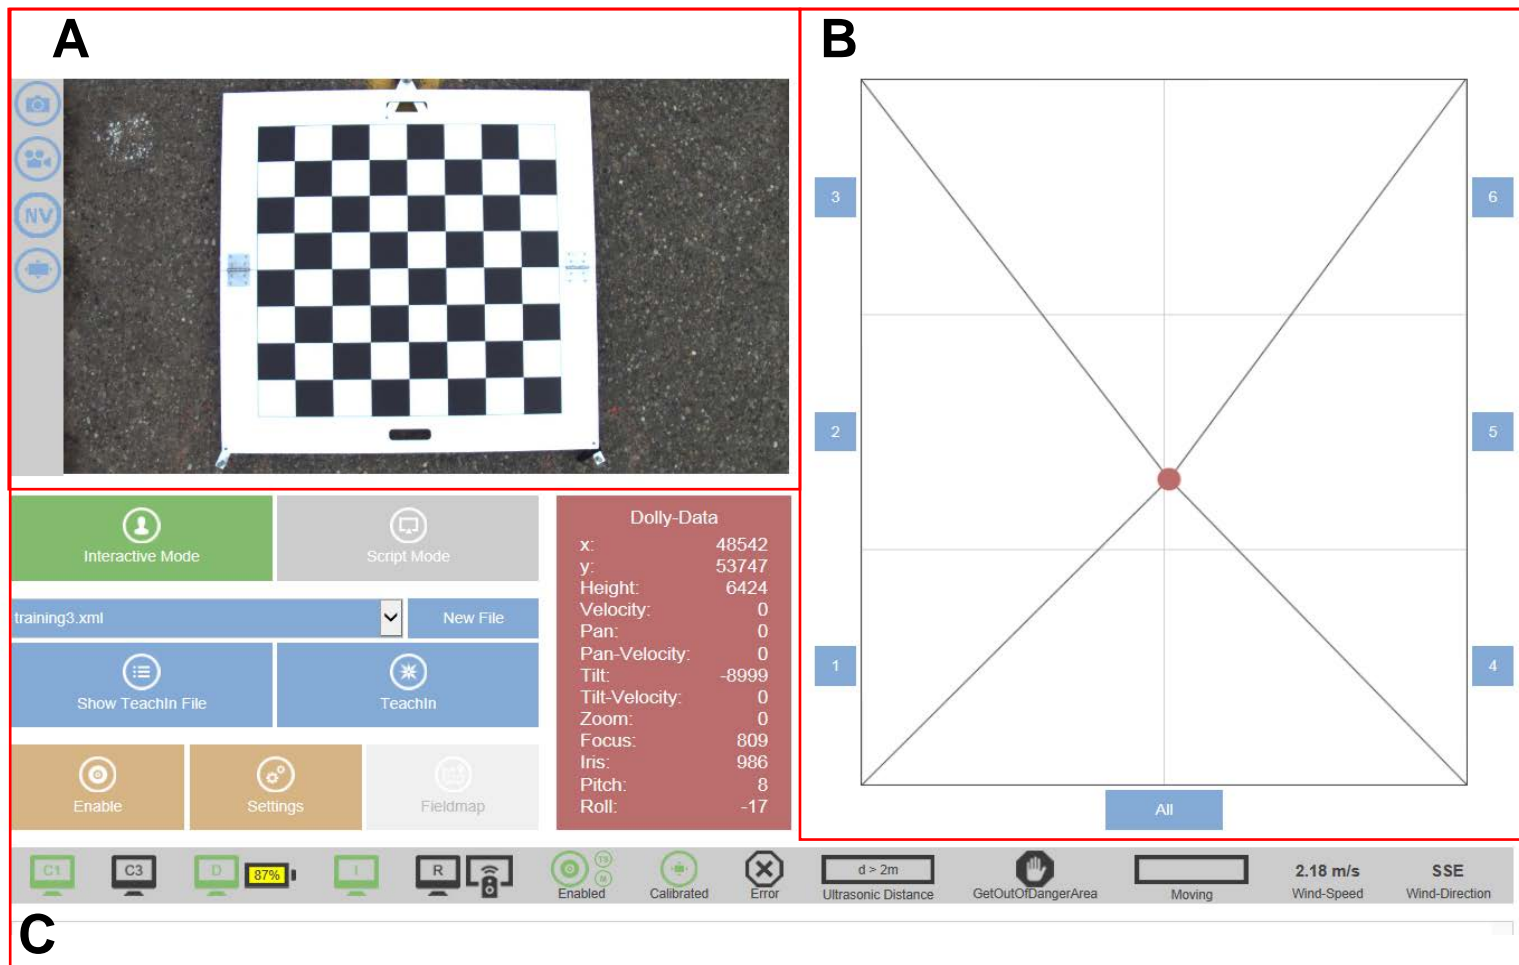 A
B
NV
3
6
2
5
1
4
All
Interactive Mode
Script Mode
training3.xml
New File
Show TeachIn File
TeachIn
Enable
Settings
Fieldmap
Dolly-Data
x: 48542
y: 53747
Height: 6424
Velocity: 0
Pan: 0
Pan-Velocity: 0
Tilt: -8999
Tilt-Velocity: 0
Zoom: 0
Focus: 809
Iris: 986
Pitch: 8
Roll: -17
C1
C3
D
87%
I
R
TS
Enabled
Calibrated
Error
d > 2m
Ultrasonic Distance
GetOutOfDangerArea
Moving
2.18 m/s
Wind-Speed
SSE
Wind-Direction
C